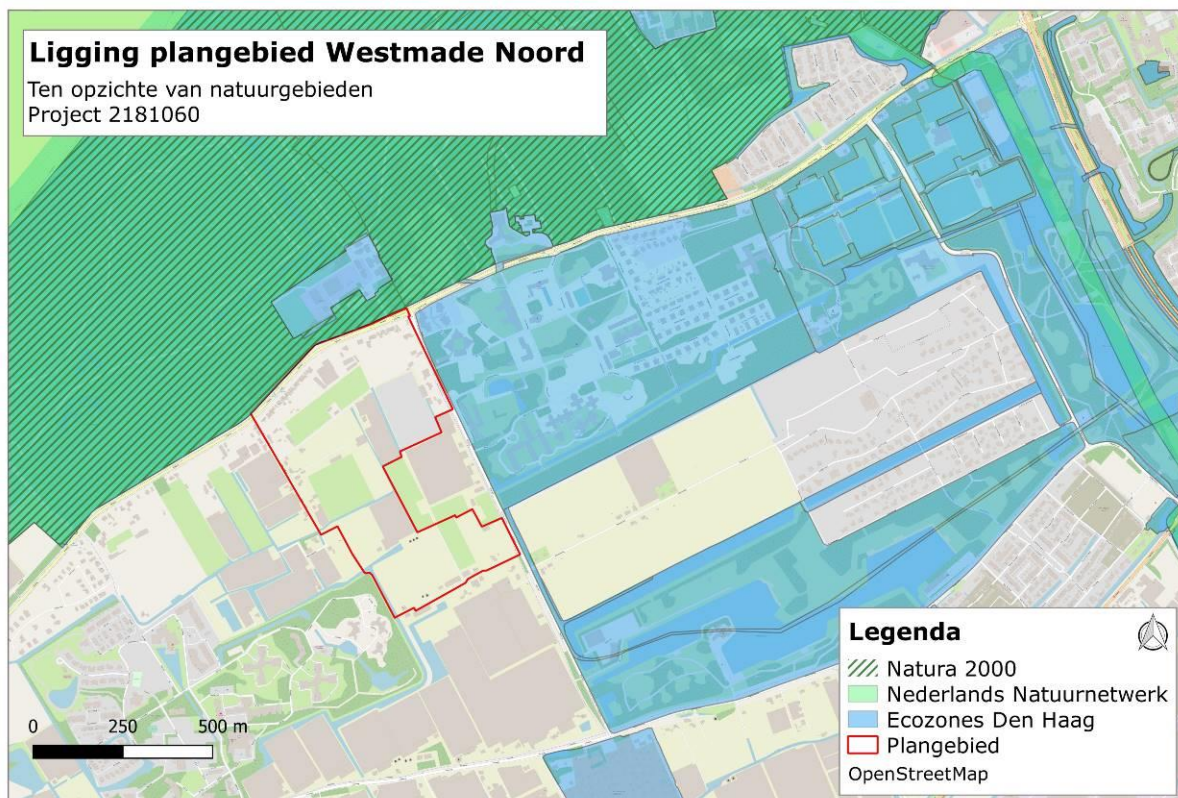 Ligging plangebied Westmade Noord
Ten opzichte van natuurgebieden
Project 2181060
0 250 500 m
Legenda
Natura 2000
Nederlands Natuurnetwerk
Ecozones Den Haag
Plangebied
OpenStreetMap